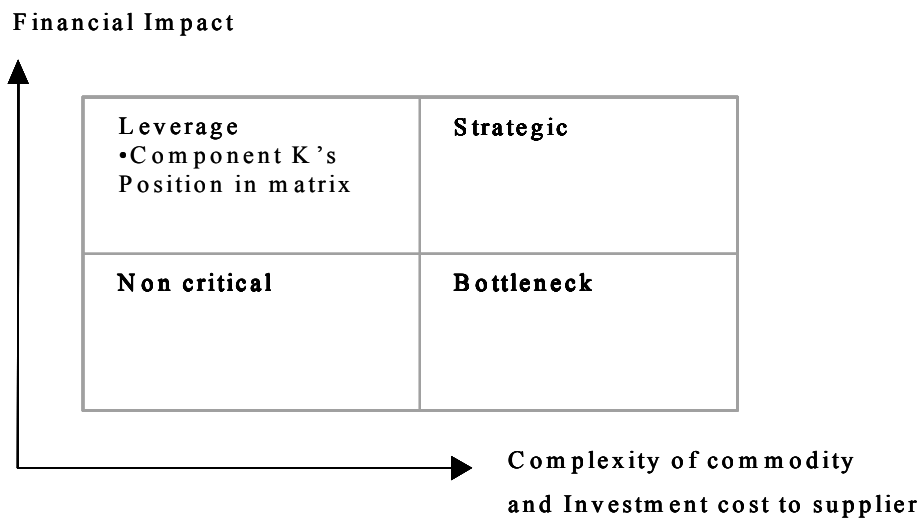 Financial Impact
Leverage
•Component K's
Position in matrix
Strategic
Non critical
Bottleneck
Complexity of commodity
and Investment cost to supplier